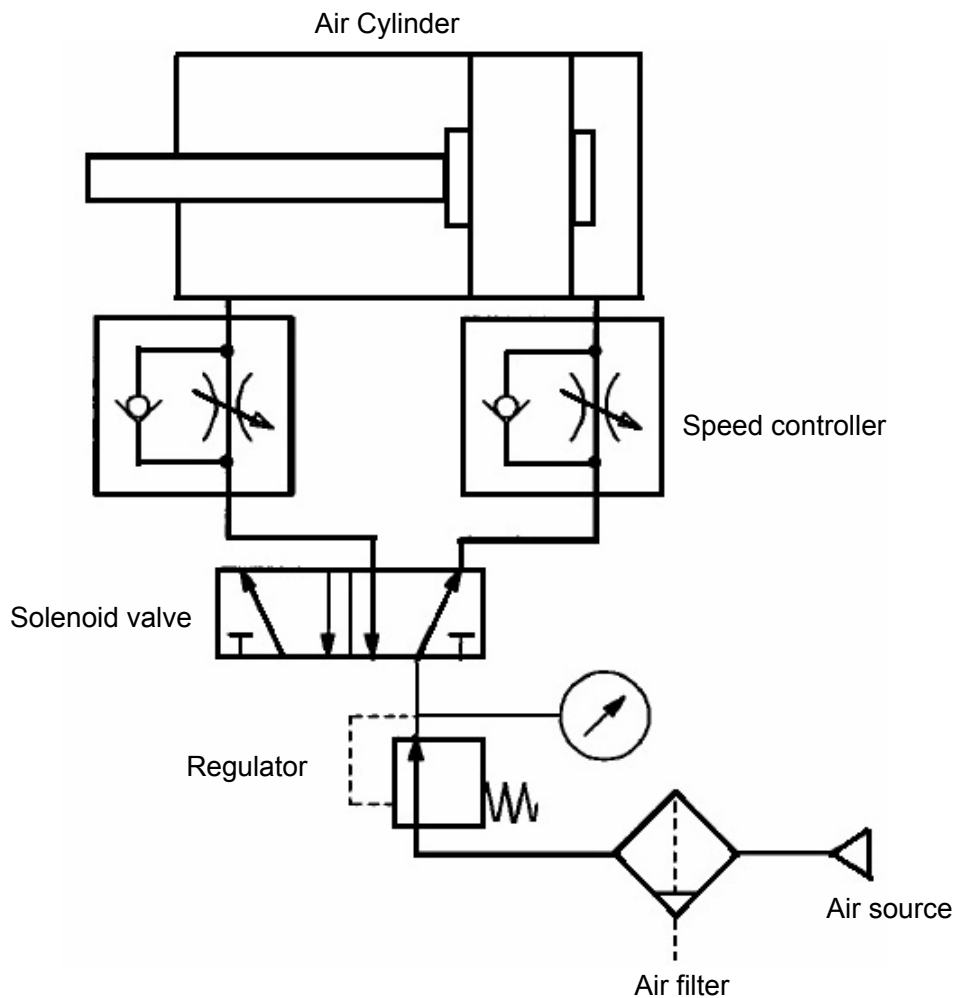 Air Cylinder
Speed controller
Solenoid valve
Regulator
Air source
Air filter